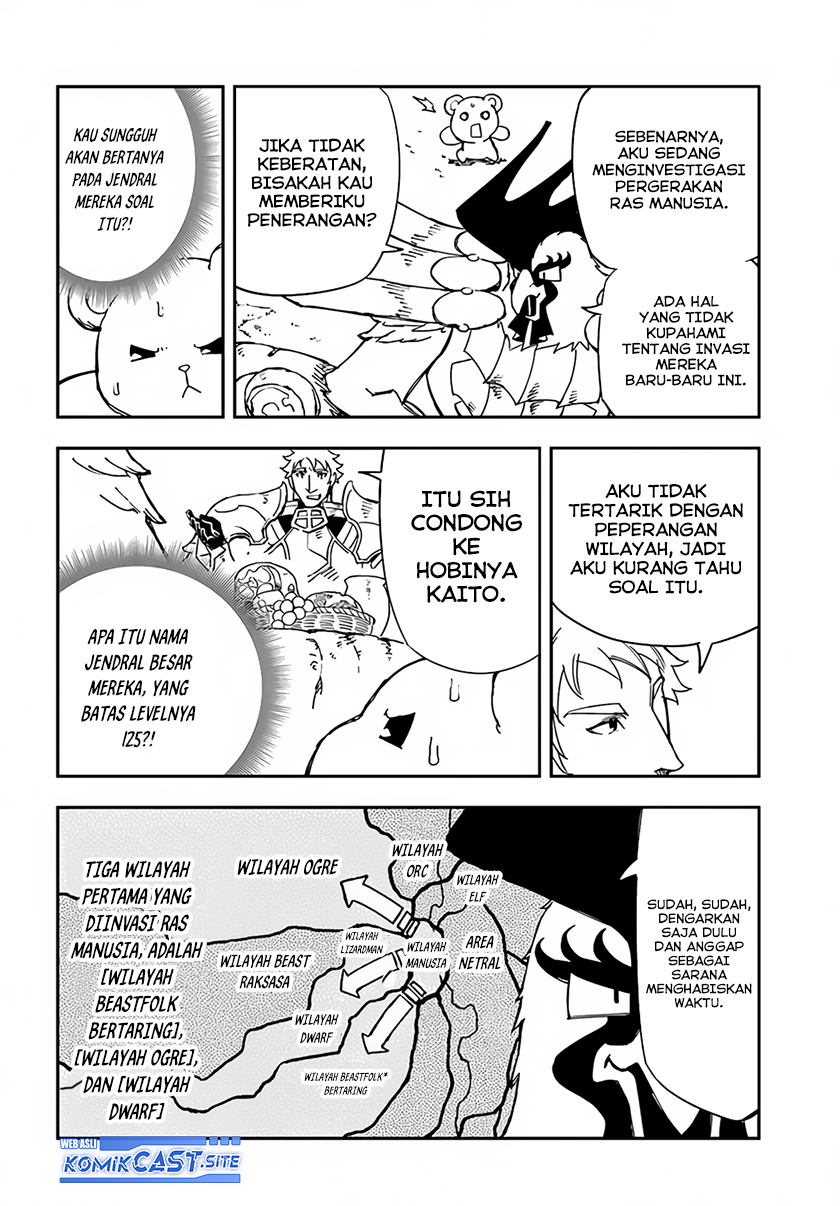 SEBENARNYA,
AKU SEDANG
MENGINVESTIGASI
PERGERAKAN
RAS MANUSIA.
ADA HAL
YANG TIDAK
KUPAHAMI
TENTANG INVASI
MEREKA
BARU-BARU INI.
JIKA TIDAK
KEBERATAN,
BISAKAH KAU
MEMBERIKU
PENERANGAN?
KAU SUNGGUH
AKAN BERTANYA
PADA JENDRAL
MEREKA SOAL
ITU?!
AKU TIDAK
TERTARIK DENGAN
PEPERANGAN
WILAYAH, JADI
AKU KURANG TAHU
SOAL ITU.
ITU SIH
CONDONG
KE
HOBINYA
KAITO.
APA ITU NAMA
JENDRAL BESAR
MEREKA, YANG
BATAS LEVELNYA
125?!
SUDAH, SUDAH,
DENGARKAN
SAJA DULU
DAN ANGGAP
SEBAGAI
SARANA
MENGHABISKAN
WAKTU.
WILAYAH
ORC
WILAYAH
ELF
WILAYAH OGRE
WILAYAH
LIZARDMAN
WILAYAH
MANUSIA
AREA
NETRAL
WILAYAH BEAST
RAKSASA
WILAYAH
DWARF
WILAYAH BEASTFOLK*
BERTARING
TIGA WILAYAH
PERTAMA YANG
DIINVASI RAS
MANUSIA, ADALAH
[WILAYAH
BEASTFOLK
BERTARING],
[WILAYAH OGRE],
DAN [WILAYAH
DWARF]
WEB ASLI
KOMIKCAST.SITE